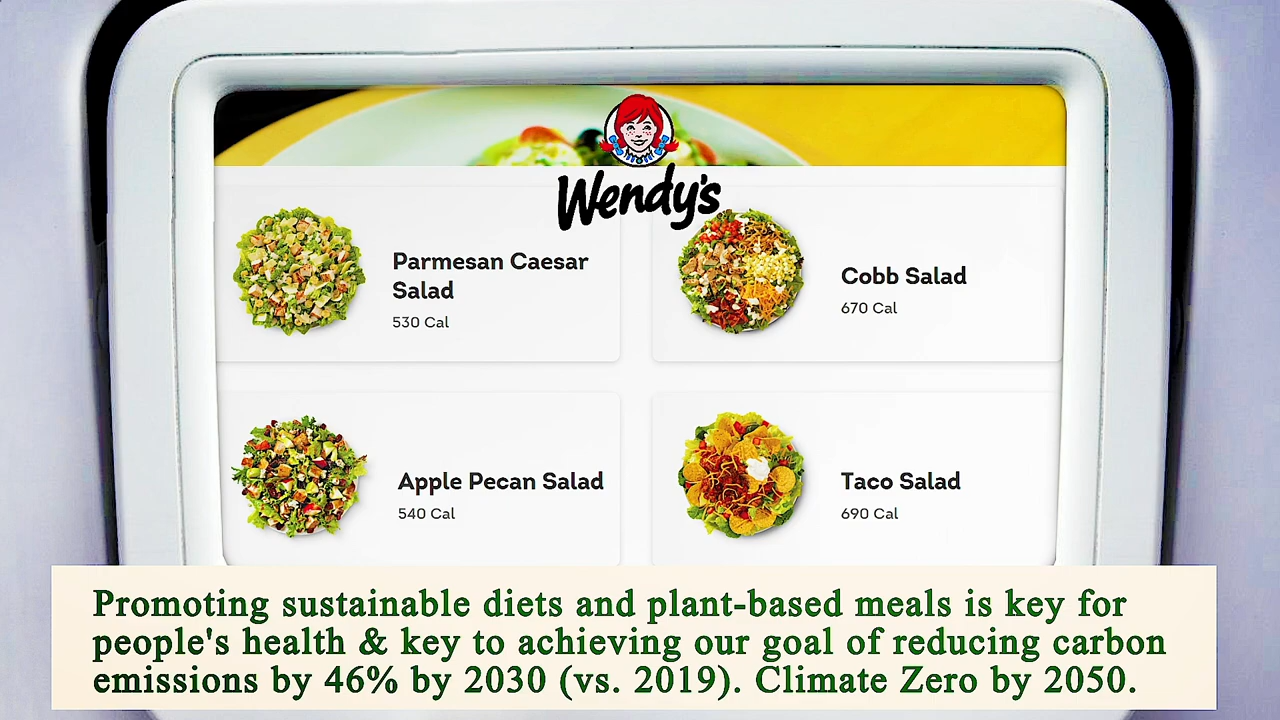 Wendy's
Parmesan Caesar
Salad
530 Cal
Cobb Salad
670 Cal
Apple Pecan Salad
540 Cal
Taco Salad
690 Cal
Promoting sustainable diets and plant-based meals is key for
people's health & key to achieving our goal of reducing carbon
emissions by 46% by 2030 (vs. 2019). Climate Zero by 2050.